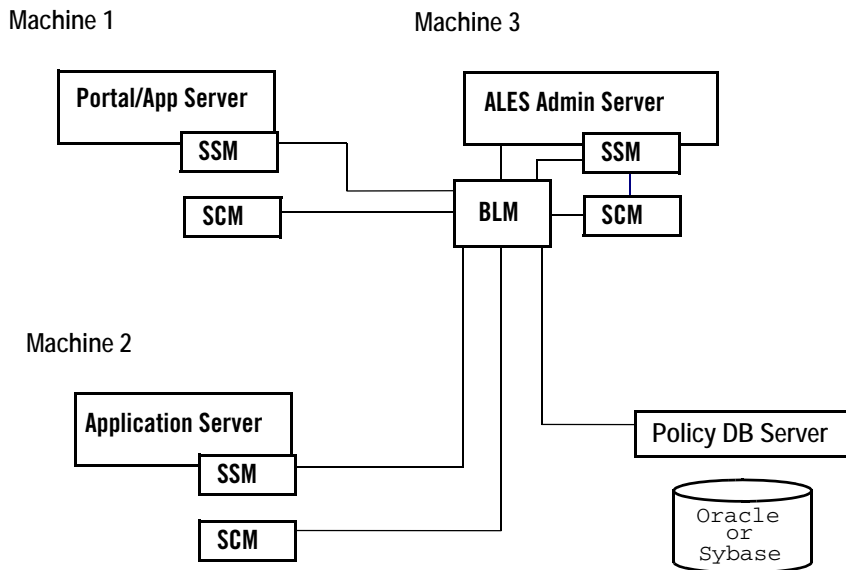 Machine 1
Machine 3
Portal/App Server
SSM
SCM
ALES Admin Server
SSM
BLM
SCM
Machine 2
Application Server
SSM
SCM
Policy DB Server
Oracle
or
Sybase